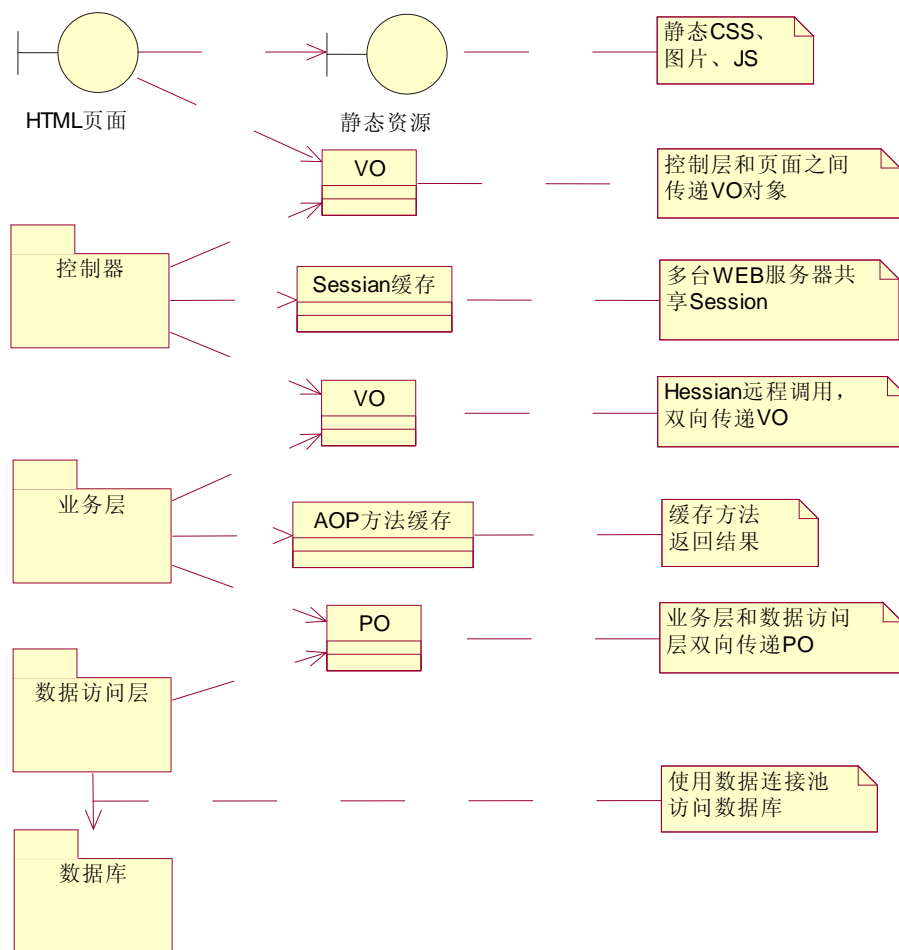 静态CSS、
图片、JS
HTML页面
静态资源
VO
控制层和页面之间
传递VO对象
控制器
Sessian缓存
多台WEB服务器共
享Session
VO
Hessian远程调用，
双向传递VO
业务层
AOP方法缓存
缓存方法
返回结果
PO
业务层和数据访问
层双向传递PO
数据访问层
使用数据连接池
访问数据库
数据库